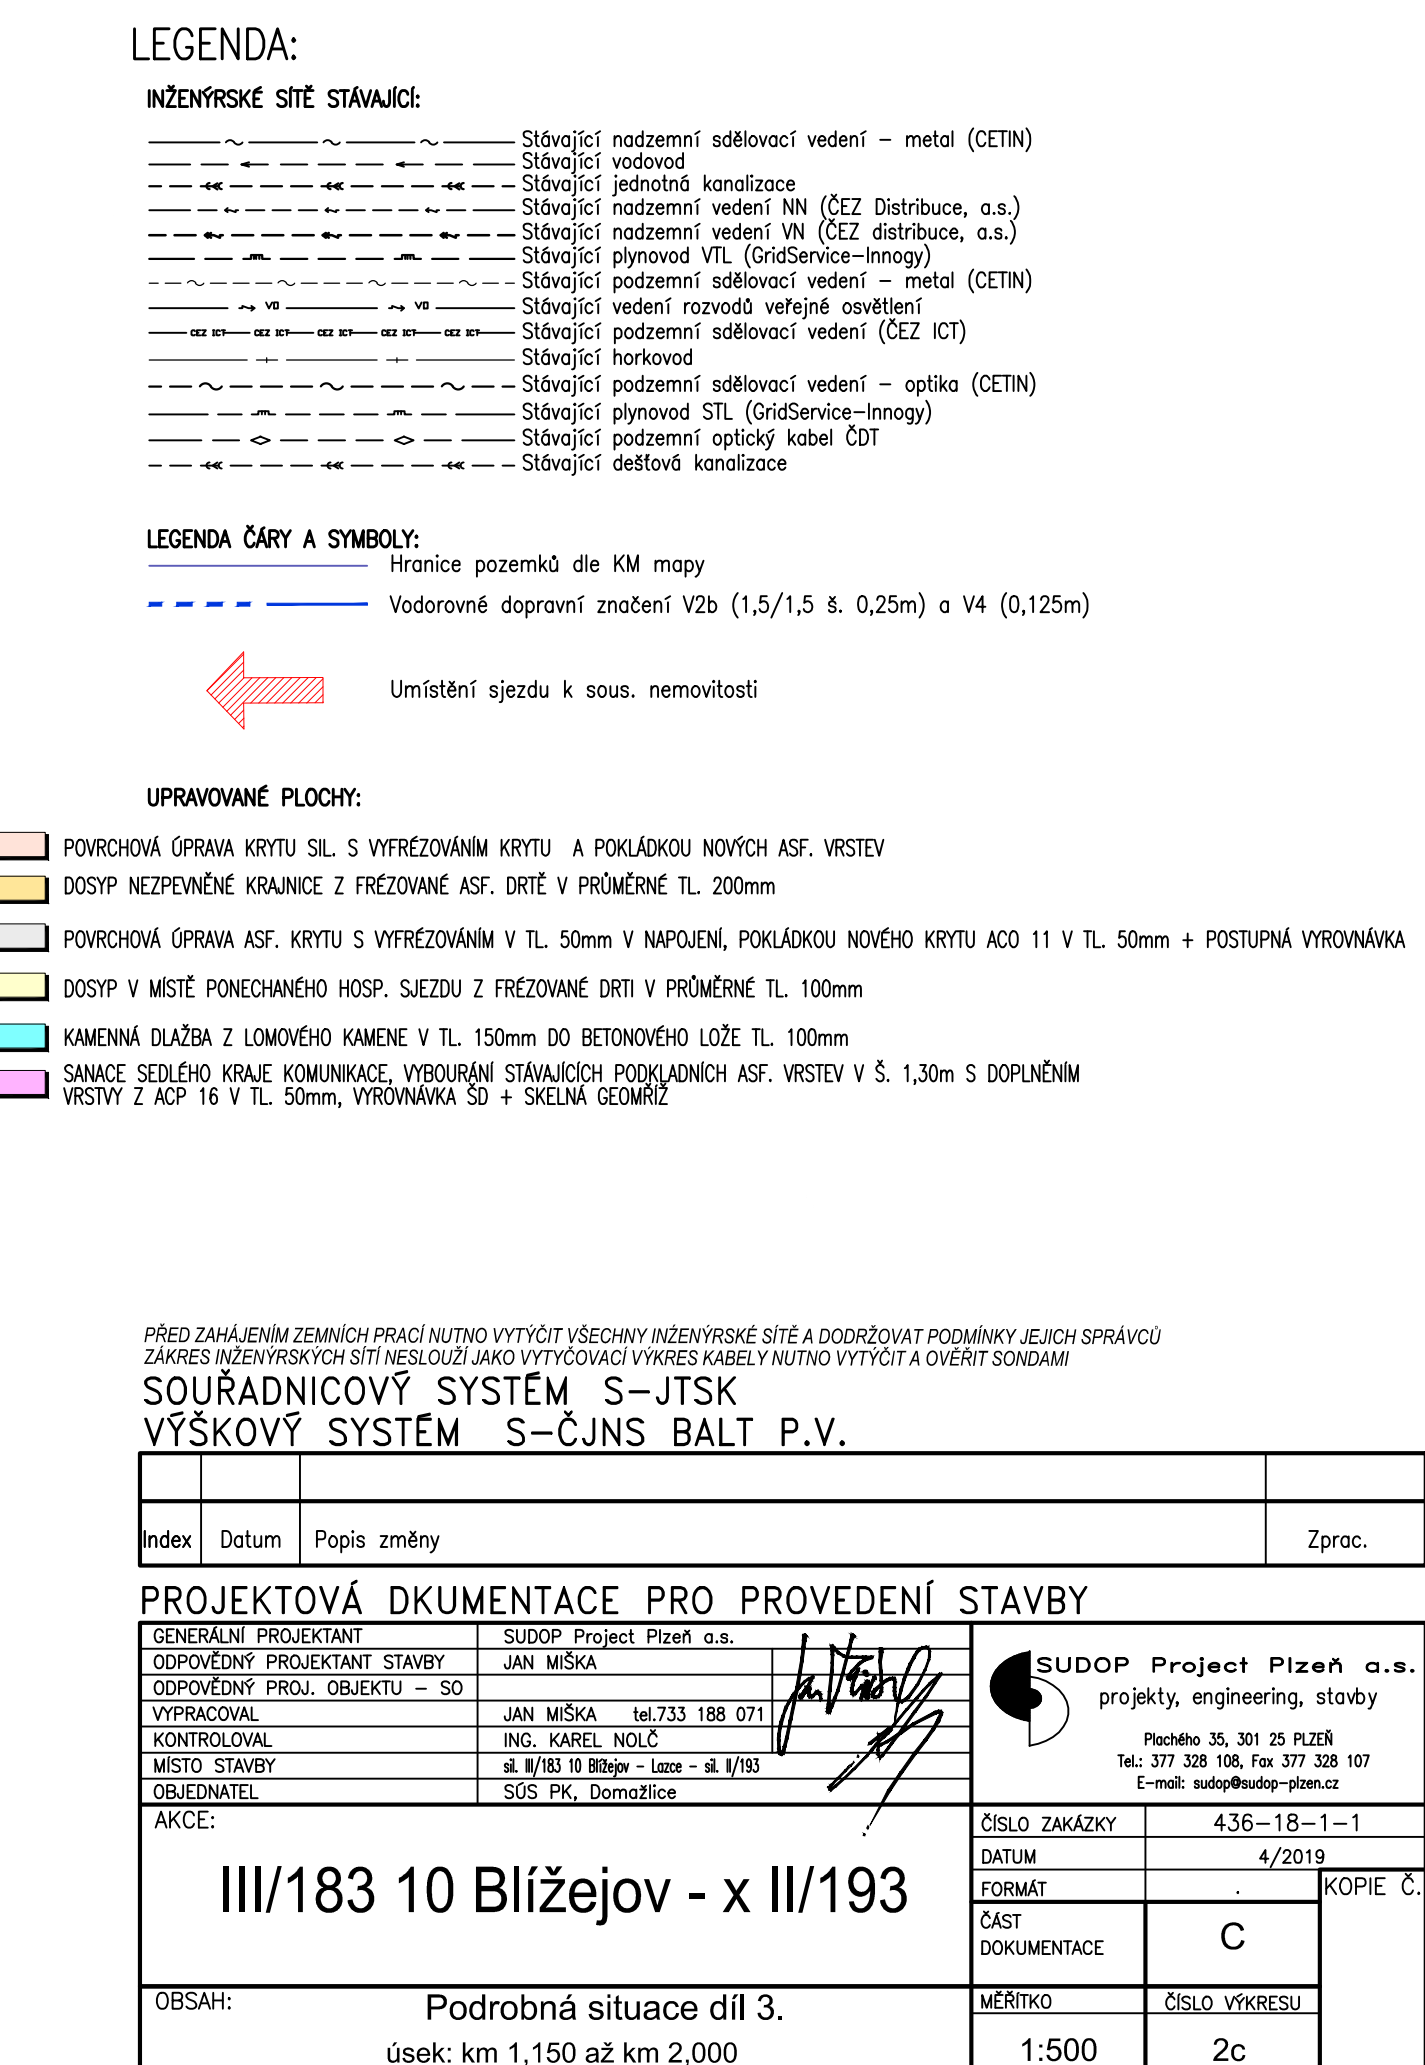 LEGENDA:
INŽENÝRSKÉ SÍTĚ STÁVAJÍCÍ:
Stávající nadzemní sdělovací vedení – metal (CETIN)
Stávající vodovod
Stávající jednotná kanalizace
Stávající nadzemní vedení NN (ČEZ Distribuce, a.s.)
Stávající nadzemní vedení VN (ČEZ distribuce, a.s.)
Stávající plynovod VTL (GridService–Innogy)
Stávající podzemní sdělovací vedení – metal (CETIN)
VO VO Stávající vedení rozvodů veřejné osvětlení
CEZ ICT CEZ ICT CEZ ICT CEZ ICT CEZ ICT Stávající podzemní sdělovací vedení (ČEZ ICT)
Stávající horkovod
Stávající podzemní sdělovací vedení – optika (CETIN)
Stávající plynovod STL (GridService–Innogy)
Stávající podzemní optický kabel ČDT
Stávající dešťová kanalizace
LEGENDA ČÁRY A SYMBOLY:
Hranice pozemků dle KM mapy
Vodorovné dopravní značení V2b (1,5/1,5 š. 0,25m) a V4 (0,125m)
Umístění sjezdu k sous. nemovitosti
UPRAVOVANÉ PLOCHY:
POVRCHOVÁ ÚPRAVA KRYTU SIL. S VYFRÉZOVÁNÍM KRYTU A POKLÁDKOU NOVÝCH ASF. VRSTEV
DOSYP NEZPEVNĚNÉ KRAJNICE Z FRÉZOVANÉ ASF. DRTĚ V PRŮMĚRNÉ TL. 200mm
POVRCHOVÁ ÚPRAVA ASF. KRYTU S VYFRÉZOVÁNÍM V TL. 50mm V NAPOJENÍ, POKLÁDKOU NOVÉHO KRYTU ACO 11 V TL. 50mm + POSTUPNÁ VYROVNÁVKA
DOSYP V MÍSTĚ PONECHANÉHO HOSP. SJEZDU Z FRÉZOVANÉ DRTI V PRŮMĚRNÉ TL. 100mm
KAMENNÁ DLAŽBA Z LOMOVÉHO KAMENE V TL. 150mm DO BETONOVÉHO LOŽE TL. 100mm
SANACE SEDLÉHO KRAJE KOMUNIKACE, VYBOURÁNÍ STÁVAJÍCÍCH PODKLADNÍCH ASF. VRSTEV V Š. 1,30m S DOPLNĚNÍM
VRSTVY Z ACP 16 V TL. 50mm, VYROVNÁVKA ŠD + SKELNÁ GEOMŘÍŽ
PŘED ZAHÁJENÍM ZEMNÍCH PRACÍ NUTNO VYTÝČIT VŠECHNY INŽENÝRSKÉ SÍTĚ A DODRŽOVAT PODMÍNKY JEJICH SPRÁVCŮ
ZÁKRES INŽENÝRSKÝCH SÍTÍ NESLOUŽÍ JAKO VYTYČOVACÍ VÝKRES KABELY NUTNO VYTÝČIT A OVĚŘIT SONDAMI
SOUŘADNICOVÝ SYSTÉM S–JTSK
VÝŠKOVÝ SYSTÉM S–ČJNS BALT P.V.
Index Datum Popis změny Zprac.
PROJEKTOVÁ DKUMENTACE PRO PROVEDENÍ STAVBY
GENERÁLNÍ PROJEKTANT SUDOP Project Plzeň a.s.
ODPOVĚDNÝ PROJEKTANT STAVBY JAN MIŠKA
ODPOVĚDNÝ PROJ. OBJEKTU – SO
VYPRACOVAL JAN MIŠKA tel.733 188 071
KONTROLOVAL ING. KAREL NOLČ
MÍSTO STAVBY sil. III/183 10 Blížejov – Lazce – sil. II/193
OBJEDNATEL SÚS PK, Domažlice
SUDOP Project Plzeň a.s.
projekty, engineering, stavby
Plachého 35, 301 25 PLZEŇ
Tel.: 377 328 108, Fax 377 328 107
E–mail: sudop@sudop–plzen.cz
AKCE:
III/183 10 Blížejov - x II/193
ČÍSLO ZAKÁZKY 436–18–1–1
DATUM 4/2019
FORMÁT .
KOPIE Č.
ČÁST
DOKUMENTACE
C
OBSAH:
Podrobná situace díl 3.
úsek: km 1,150 až km 2,000
MĚŘÍTKO
1:500
ČÍSLO VÝKRESU
2c